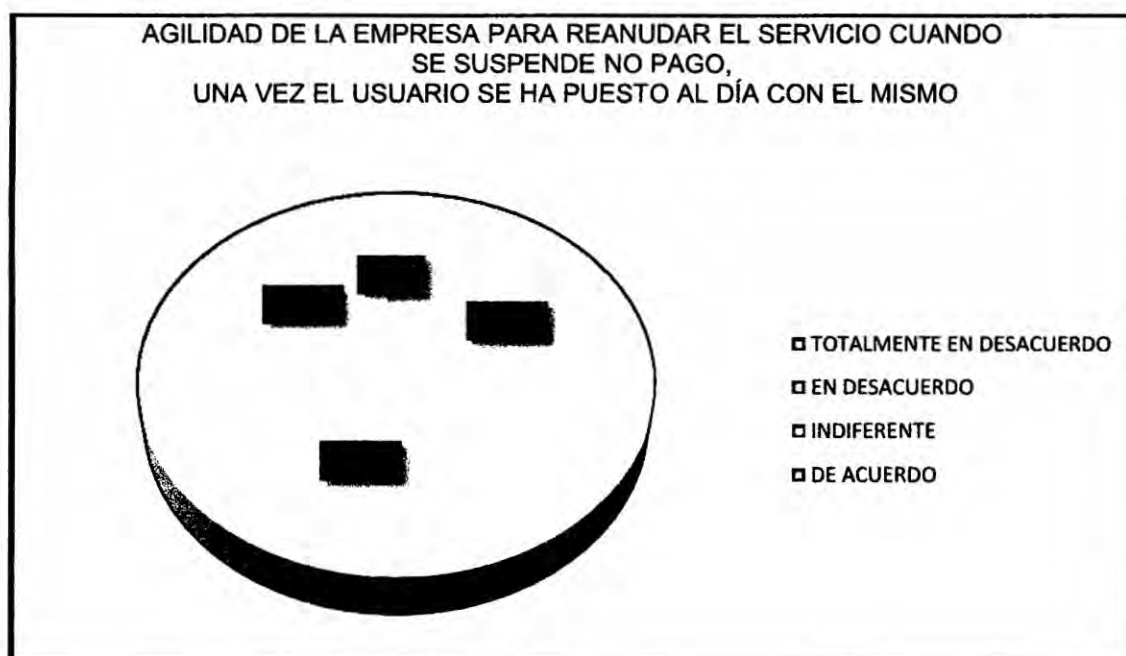 AGILIDAD DE LA EMPRESA PARA REANUDAR EL SERVICIO CUANDO
SE SUSPENDE NO PAGO,
UNA VEZ EL USUARIO SE HA PUESTO AL DÍA CON EL MISMO
TOTALMENTE EN DESACUERDO
EN DESACUERDO
INDIFERENTE
DE ACUERDO